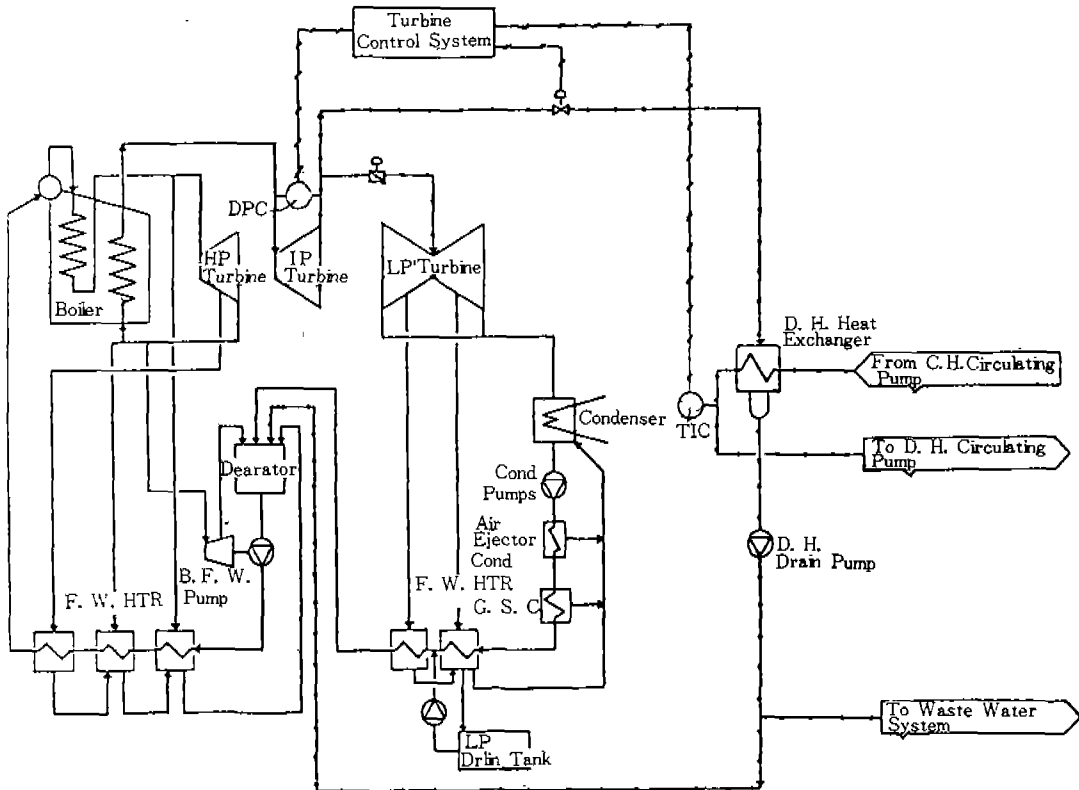 Turbine
Control System
DPC
HP
Turbine
IP
Turbine
LP'Turbine
Boiler
D. H. Heat
Exchanger
From C. H. Circulating
Pump
TIC
To D. H. Circulating
Pump
Condenser
Dearator
Cond
Pumps
Air
Ejector
Cond
D. H.
Drain Pump
B. F. W.
Pump
F. W. HTR
F. W. HTR
G. S. C
To Waste Water
System
LP
Drlin Tank